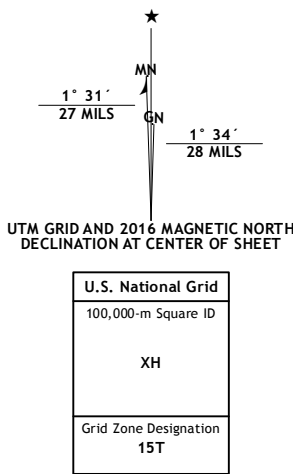 ★
MN
1° 31´
27 MILS
GN
1° 34´
28 MILS
UTM GRID AND 2016 MAGNETIC NORTH
DECLINATION AT CENTER OF SHEET
U.S. National Grid
100,000-m Square ID
XH
Grid Zone Designation
15T